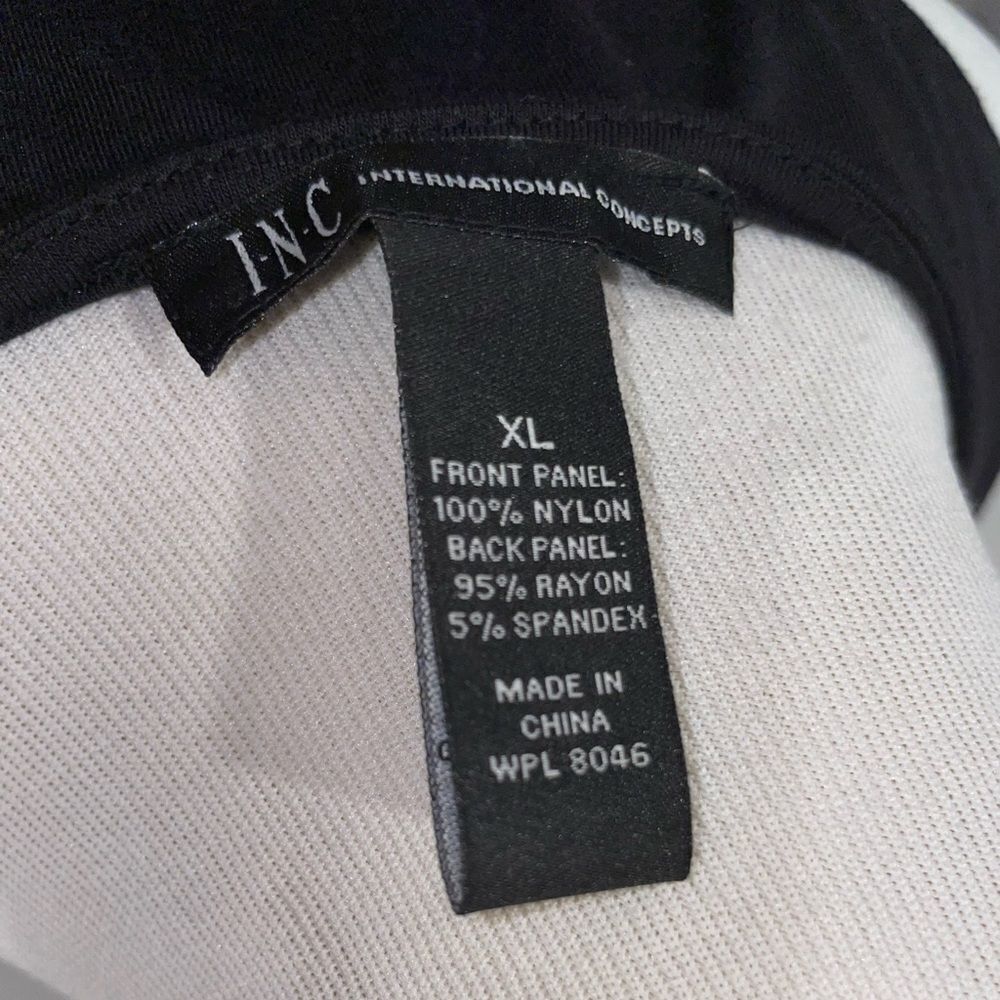 I-N-C INTERNATIONAL CONCEPTS
XL
FRONT PANEL:
100% NYLON
BACK PANEL:
95% RAYON
5% SPANDEX
MADE IN
CHINA
WPL 8046